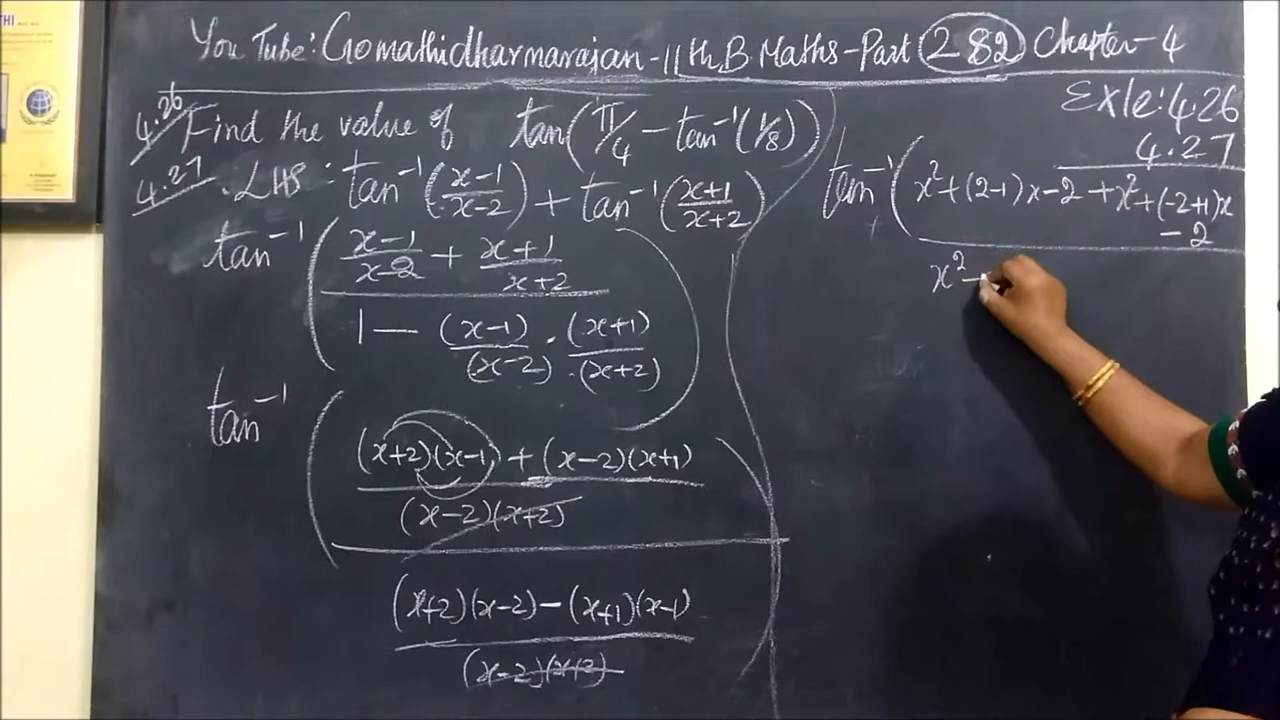 You Tube: Gomathidharmarajan-11th B. Maths-Part 282 Chapter-4
Exle: 4.26
4.27
4.26 Find the value of tan(π/4 - tan⁻¹(1/8))
4.27 . LHS : tan⁻¹((x-1)/(x-2)) + tan⁻¹((x+1)/(x+2))
tan⁻¹(
(x-1)/(x-2) + (x+1)/(x+2)
1 - (x-1)/(x-2) . (x+1)/(x+2)
)
tan⁻¹(
(x+2)(x-1) + (x-2)(x+1)
(x-2)(x+2)
)
(x+2)(x-2) - (x+1)(x-1)
(x-2)(x+2)
tan⁻¹( x² + (2-1)x - 2 + x² + (-2+1)x
-2
x² -